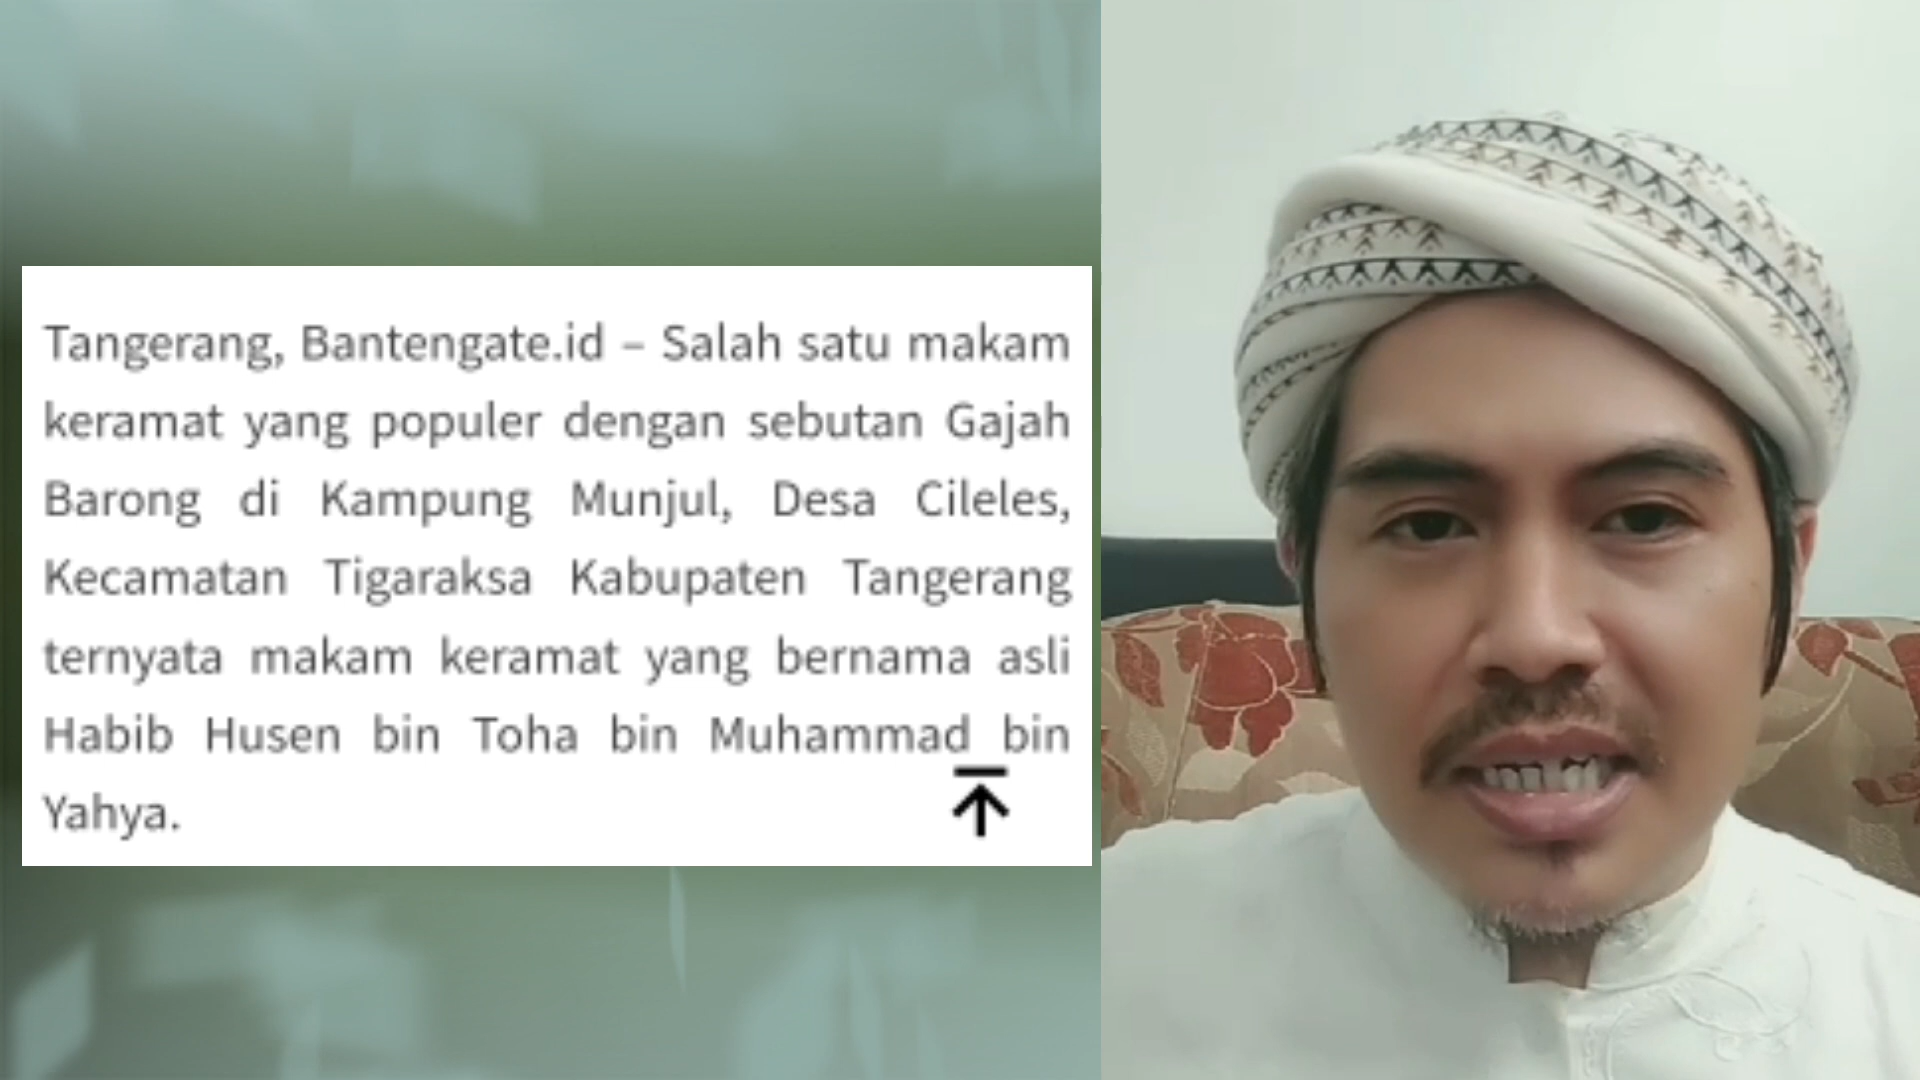 Tangerang, Bantengate.id – Salah satu makam
keramat yang populer dengan sebutan Gajah
Barong di Kampung Munjul, Desa Cileles,
Kecamatan Tigaraksa Kabupaten Tangerang
ternyata makam keramat yang bernama asli
Habib Husen bin Toha bin Muhammad bin
Yahya.